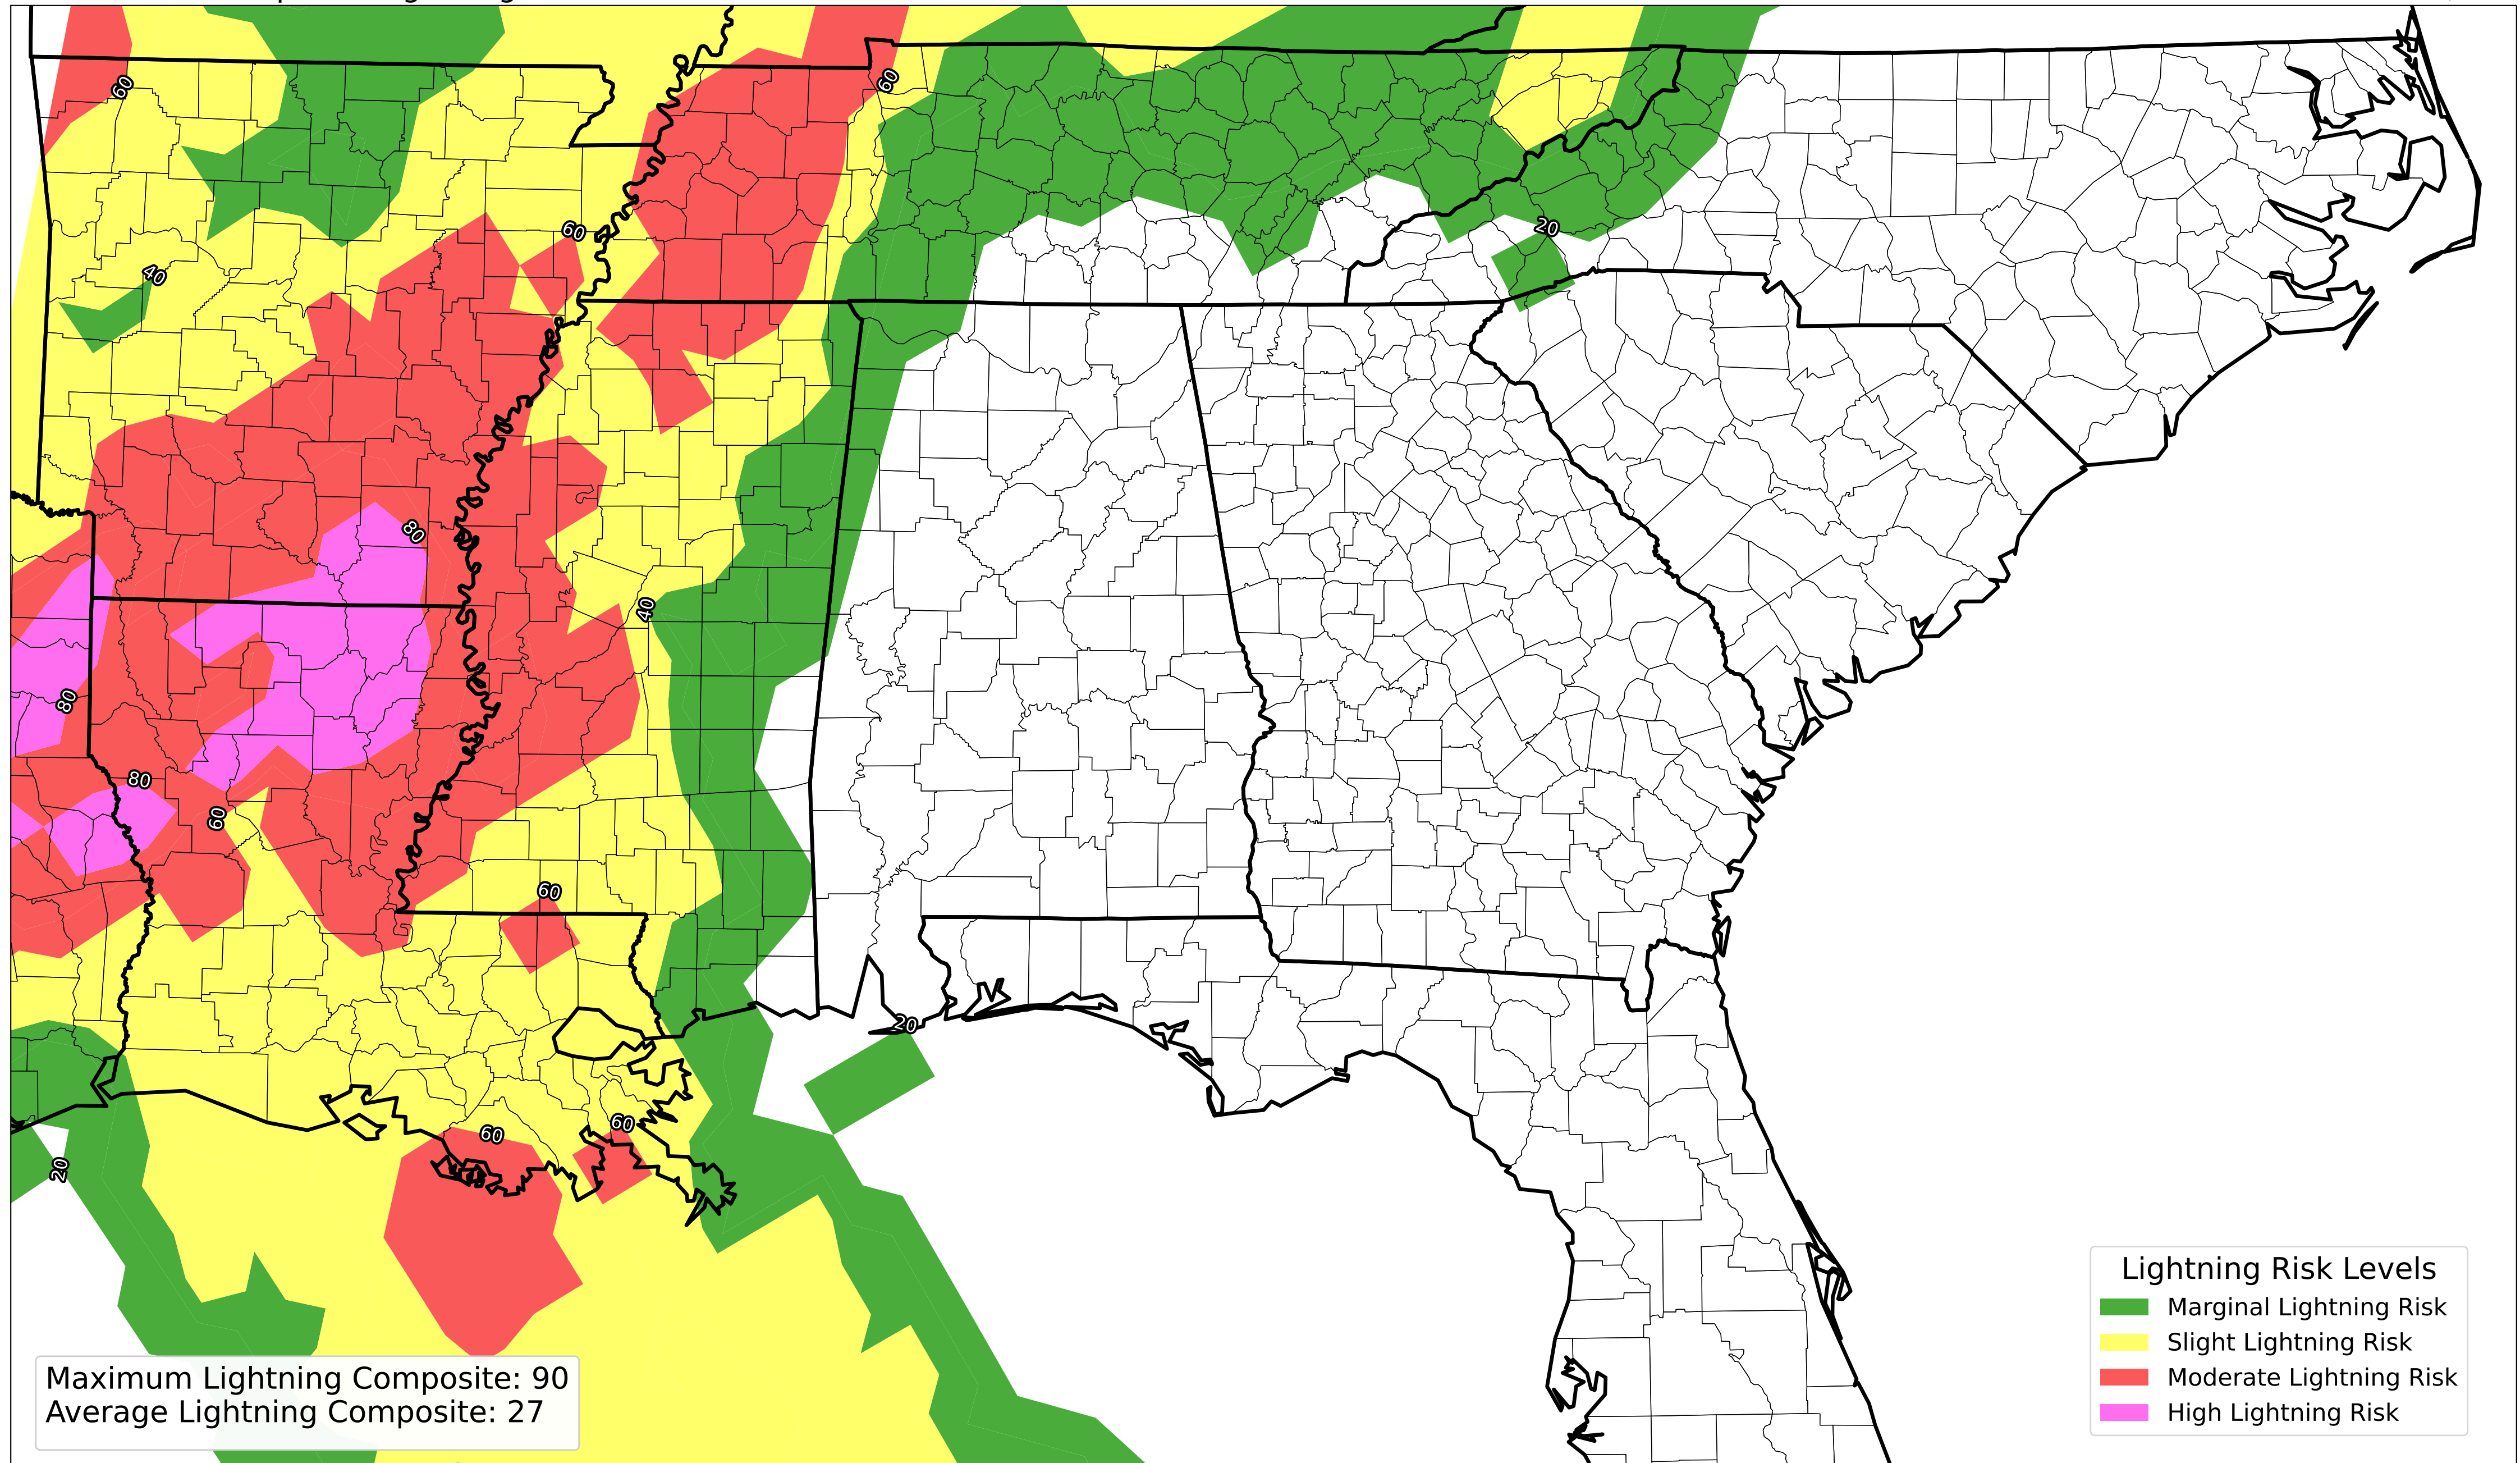 60
60
60
40
20
80
40
80
80
60
60
20
60
60
20
Lightning Risk Levels
Marginal Lightning Risk
Slight Lightning Risk
Moderate Lightning Risk
High Lightning Risk
Maximum Lightning Composite: 90
Average Lightning Composite: 27